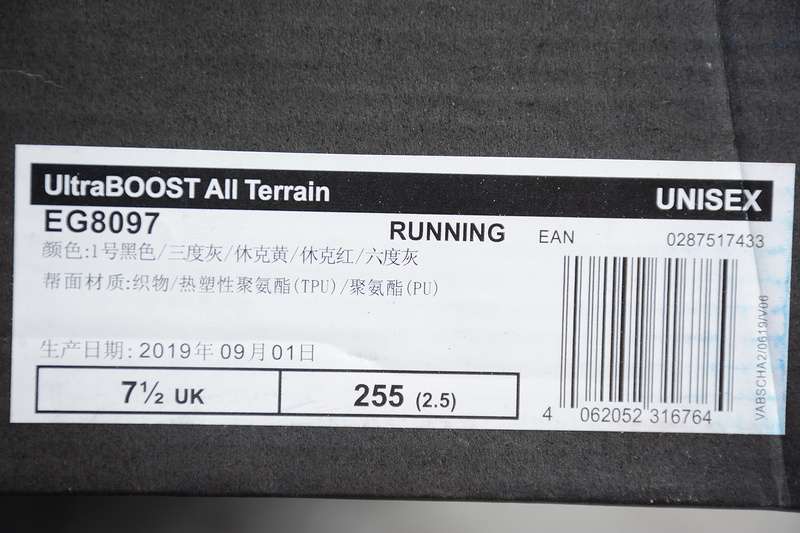 UltraBOOST All Terrain
UNISEX
EG8097
RUNNING
EAN
0287517433
颜色:1号黑色/三度灰/休克黄/休克红/六度灰
帮面材质:织物/热塑性聚氨酯(TPU)/聚氨酯(PU)
生产日期: 2019年 09月 01日
7½ UK
255 (2.5)
4 062052 316764
VABSCHA2/0619/V06